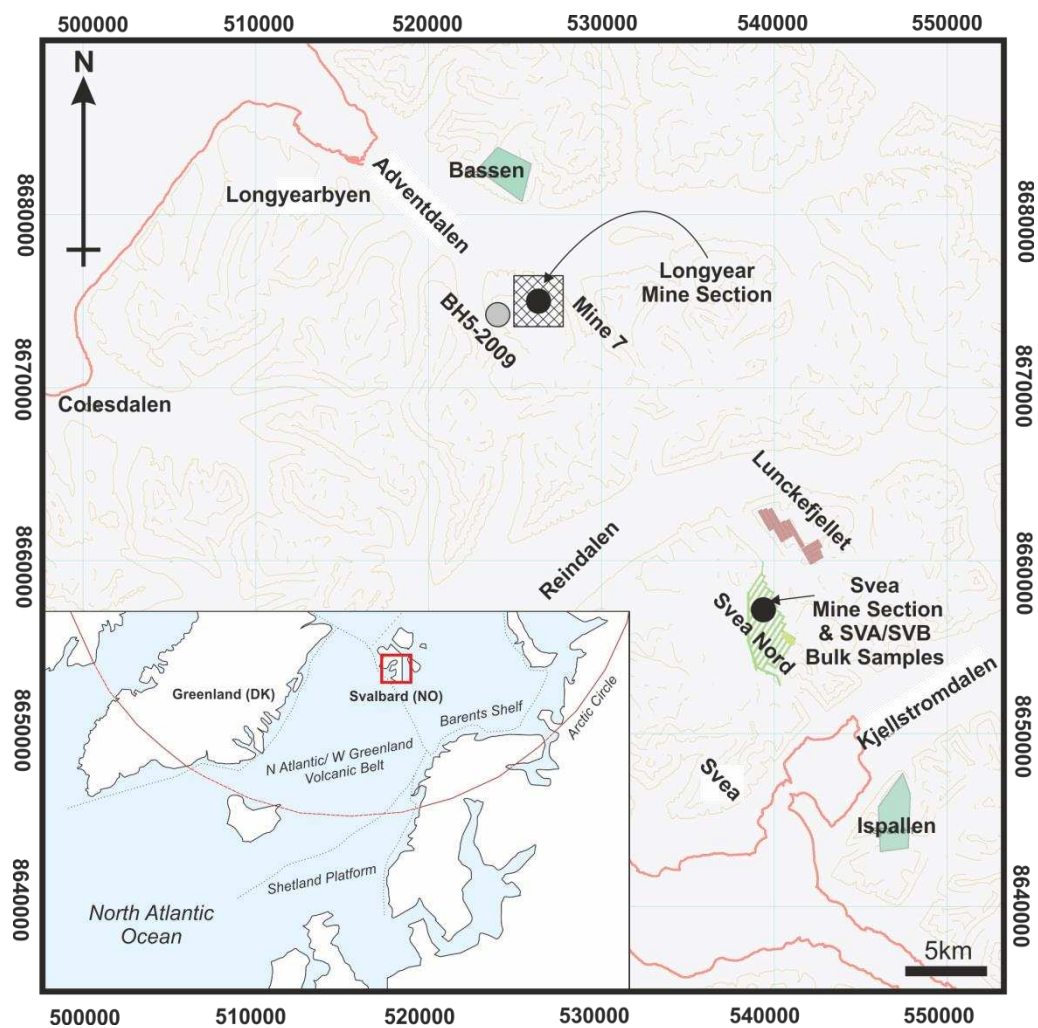 500000 510000 520000 530000 540000 550000
N
Bassen
Longyearbyen
Adventdalen
8680000 8680000
Longyear
Mine Section
Mine 7
BH5-2009
8670000 8670000
Colesdalen
Lunckefjellet
Reindalen
8660000 8660000
Svea
Mine Section
& SVA/SVB
Bulk Samples
Svea Nord
Kjellstromdalen
8650000 8650000
Svea
Ispallen
8640000 8640000
5km
Greenland (DK)
Svalbard (NO)
Barents Shelf
Arctic Circle
N Atlantic/ W Greenland
Volcanic Belt
Shetland Platform
North Atlantic
Ocean
500000 510000 520000 530000 540000 550000